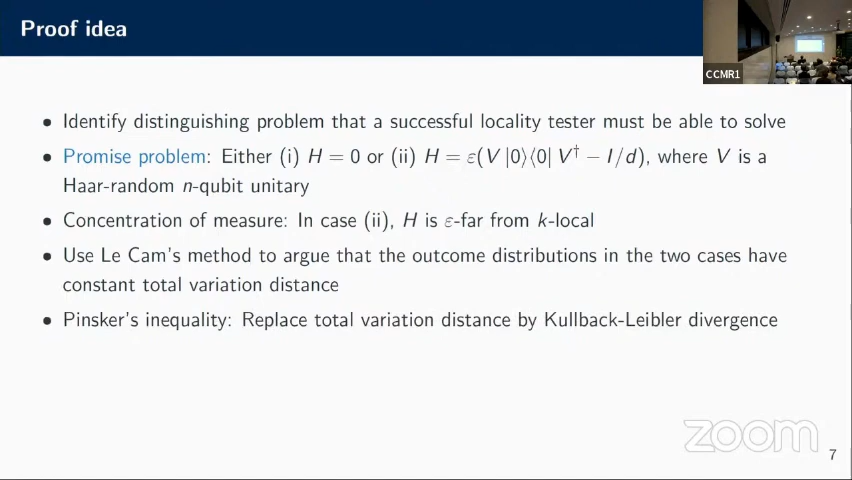 Proof idea
CCMR1
• Identify distinguishing problem that a successful locality tester must be able to solve
• Promise problem: Either (i) H = 0 or (ii) H = ε(V |0⟩⟨0| V† − I/d), where V is a
Haar-random n-qubit unitary
• Concentration of measure: In case (ii), H is ε-far from k-local
• Use Le Cam's method to argue that the outcome distributions in the two cases have
constant total variation distance
• Pinsker's inequality: Replace total variation distance by Kullback-Leibler divergence
zoom
7